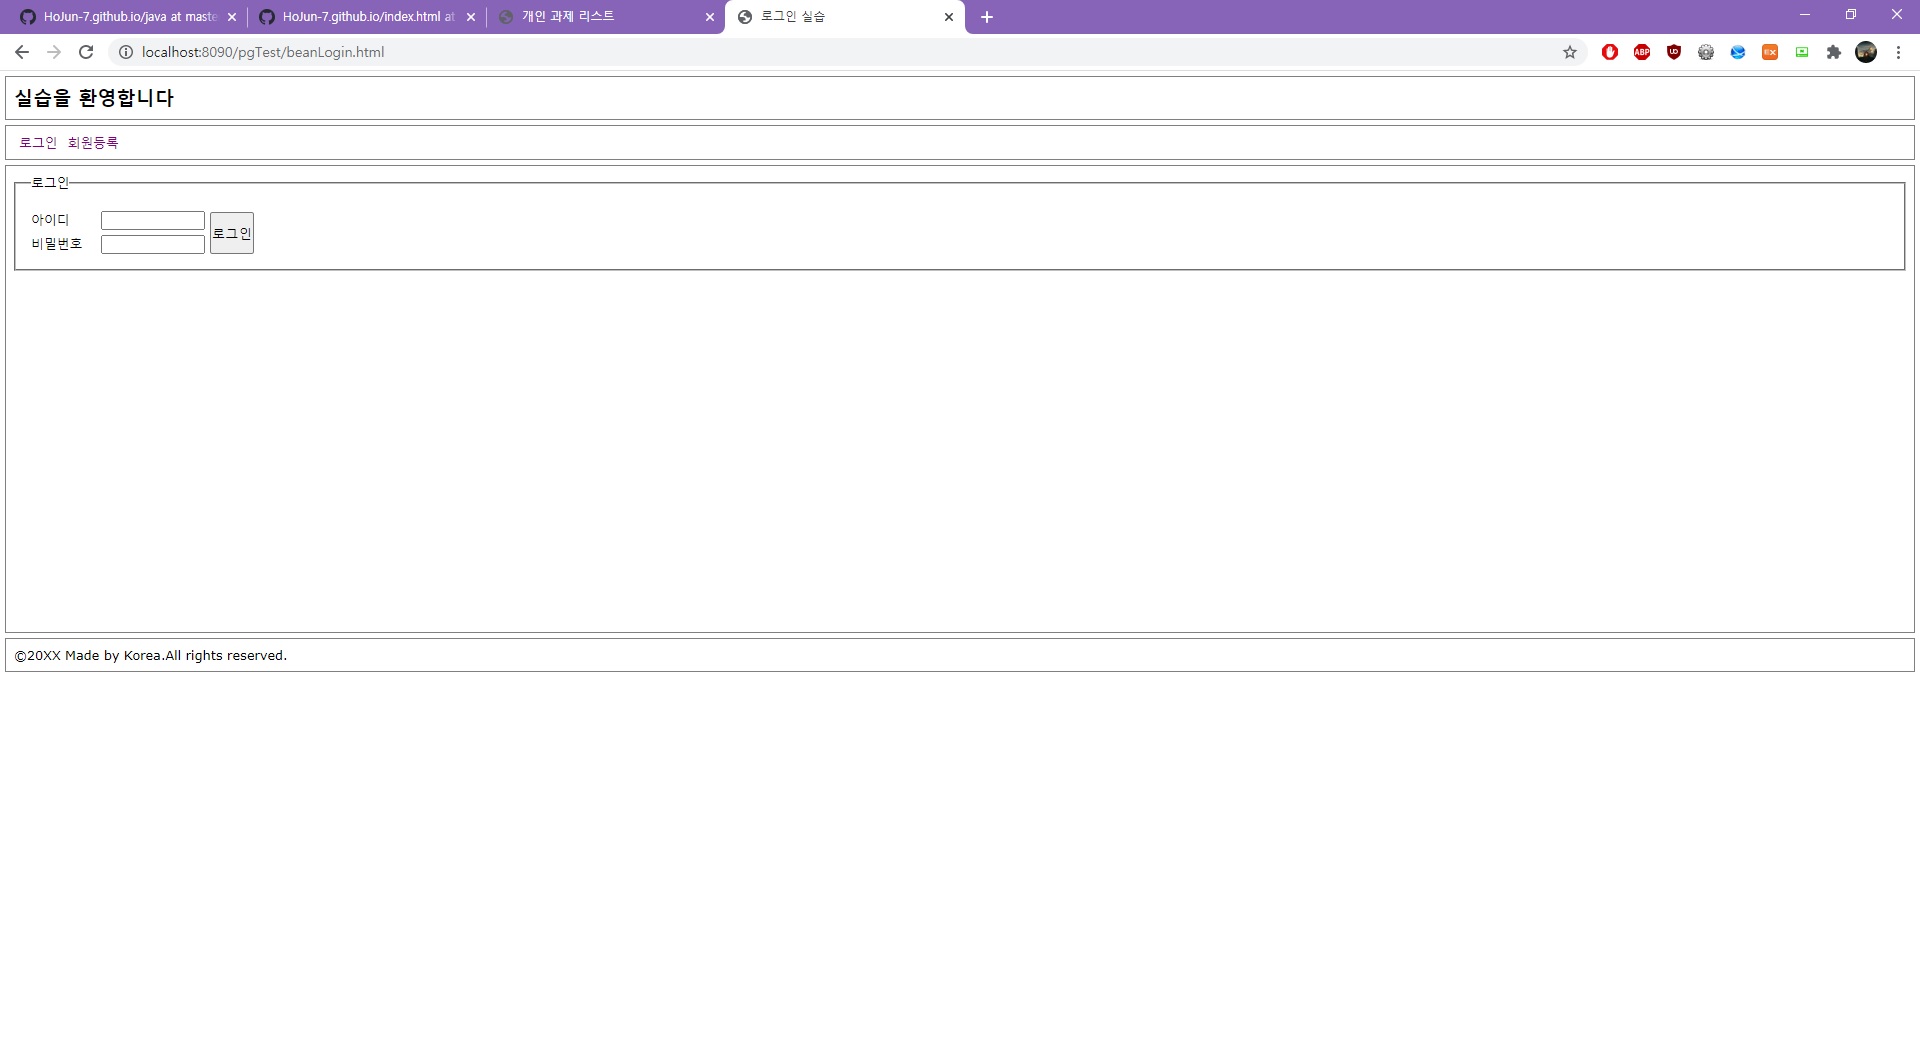 HoJun-7.github.io/java at maste
HoJun-7.github.io/index.html at
개인 과제 리스트
로그인 실습
localhost:8090/pgTest/beanLogin.html
ABP
EX
실습을 환영합니다
로그인 회원등록
로그인
아이디
비밀번호
로그인
©20XX Made by Korea.All rights reserved.